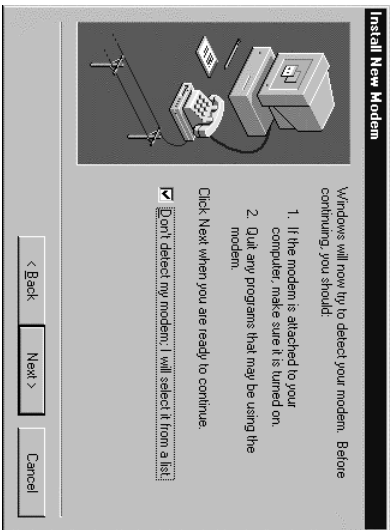 Install New Modem
Windows will now try to detect your modem. Before
continuing, you should:
1. If the modem is attached to your
computer, make sure it is turned on.
2. Quit any programs that may be using the
modem.
Click Next when you are ready to continue.
Don't detect my modem; I will select it from a list.
< Back
Next >
Cancel